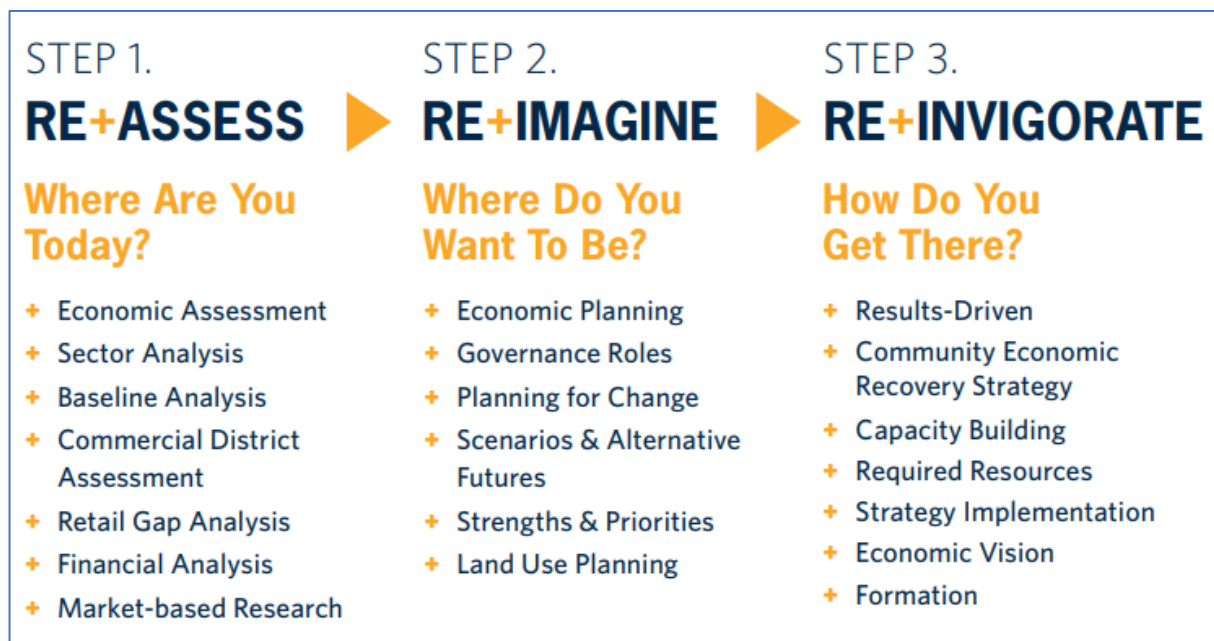 STEP 1.
RE+ASSESS
Where Are You
Today?
+ Economic Assessment
+ Sector Analysis
+ Baseline Analysis
+ Commercial District
Assessment
+ Retail Gap Analysis
+ Financial Analysis
+ Market-based Research
STEP 2.
RE+IMAGINE
Where Do You
Want To Be?
+ Economic Planning
+ Governance Roles
+ Planning for Change
+ Scenarios & Alternative
Futures
+ Strengths & Priorities
+ Land Use Planning
STEP 3.
RE+INVIGORATE
How Do You
Get There?
+ Results-Driven
+ Community Economic
Recovery Strategy
+ Capacity Building
+ Required Resources
+ Strategy Implementation
+ Economic Vision
+ Formation